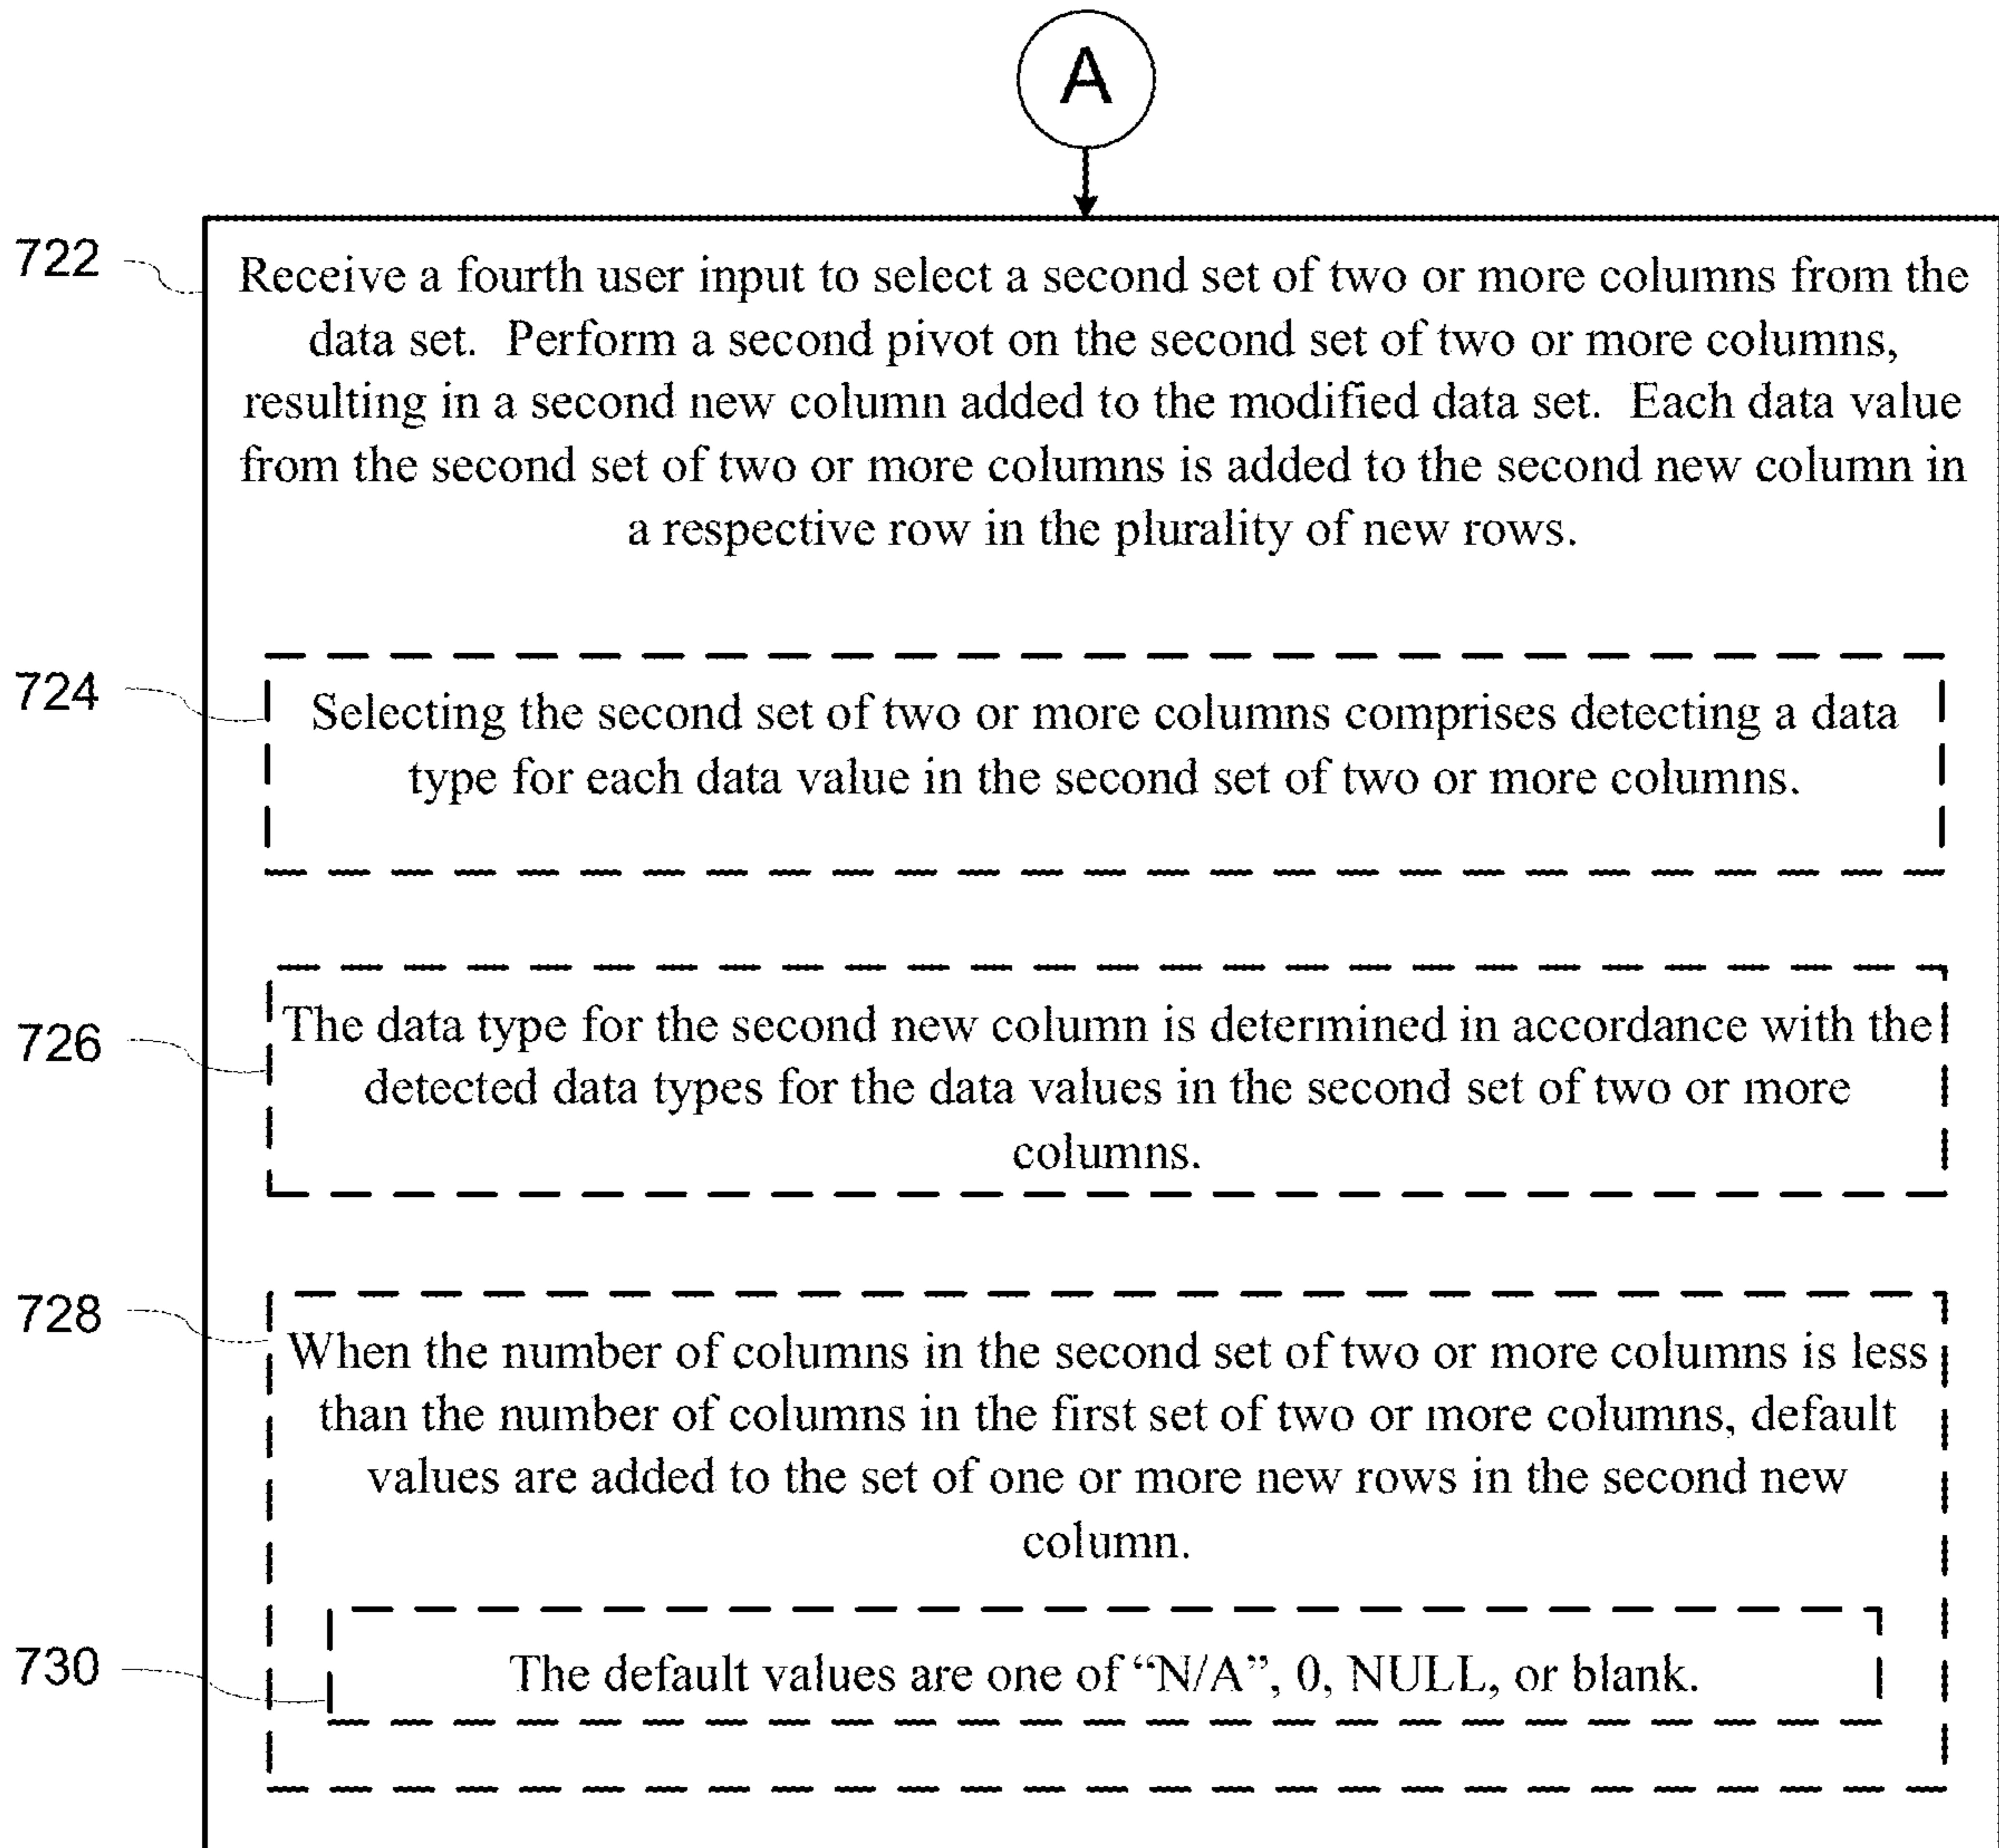 A
722
Receive a fourth user input to select a second set of two or more columns from the
data set.  Perform a second pivot on the second set of two or more columns,
resulting in a second new column added to the modified data set.  Each data value
from the second set of two or more columns is added to the second new column in
a respective row in the plurality of new rows.
724
Selecting the second set of two or more columns comprises detecting a data
type for each data value in the second set of two or more columns.
726
The data type for the second new column is determined in accordance with the
detected data types for the data values in the second set of two or more
columns.
728
When the number of columns in the second set of two or more columns is less
than the number of columns in the first set of two or more columns, default
values are added to the set of one or more new rows in the second new
column.
730
The default values are one of “N/A”, 0, NULL, or blank.